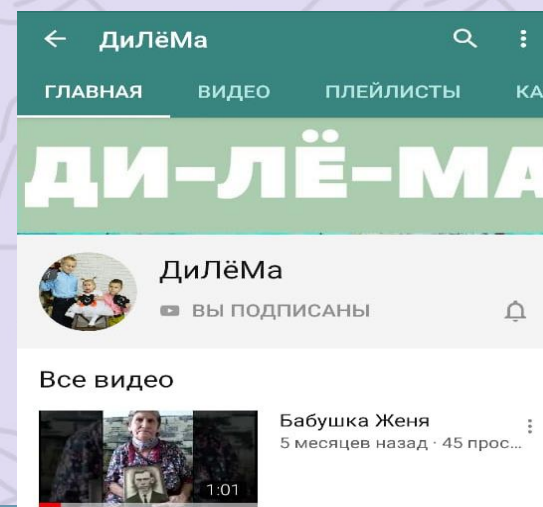 ДиЛёМа
ГЛАВНАЯ ВИДЕО ПЛЕЙЛИСТЫ КА
ДИ-ЛЁ-МА
ДиЛёМа
ВЫ ПОДПИСАНЫ
Все видео
Бабушка Женя
5 месяцев назад · 45 прос...
1:01